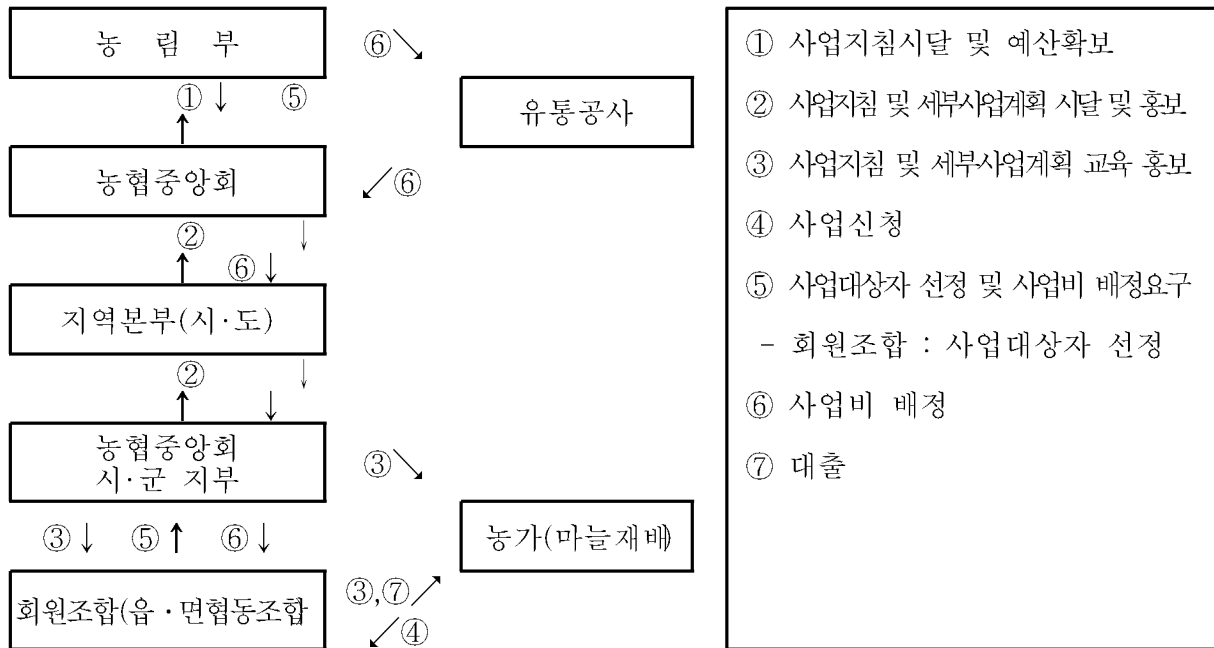 농 림 부
⑥↘
①↓ ⑤
↑
유통공사
농협중앙회
↙⑥
② ↓
↑ ⑥↓
지역본부(시·도)
② ↓
↑ ↓
농협중앙회
시·군 지부
③↘
③↓ ⑤↑ ⑥↓
농가(마늘재배)
회원조합(읍·면협동조합
③,⑦↗
↙④
① 사업지침시달 및 예산확보
② 사업지침 및 세부사업계획 시달 및 홍보
③ 사업지침 및 세부사업계획 교육 홍보
④ 사업신청
⑤ 사업대상자 선정 및 사업비 배정요구
- 회원조합 : 사업대상자 선정
⑥ 사업비 배정
⑦ 대출